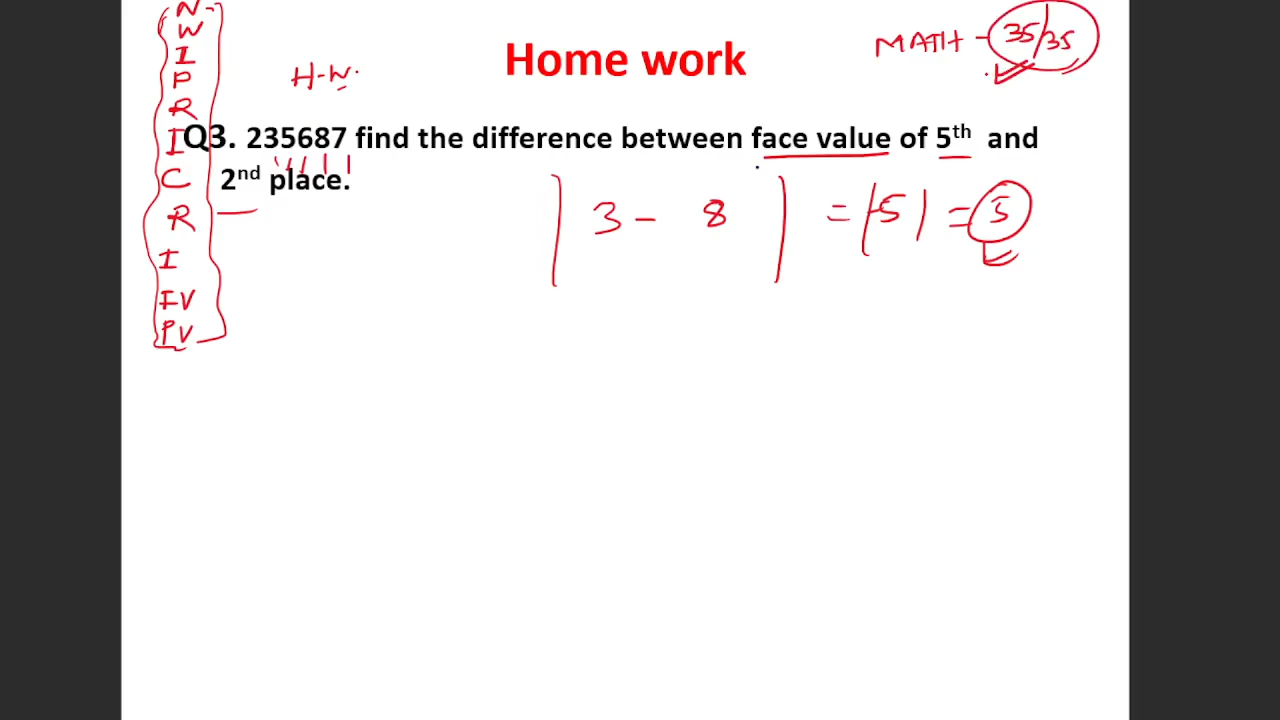 N
W
I
P
R
I
C
R
I
FV
PV
H-W.
Home work
MATH - 35/35
Q3. 235687 find the difference between face value of 5th and
2nd place.
| 3 - 8 | = |-5| = 5